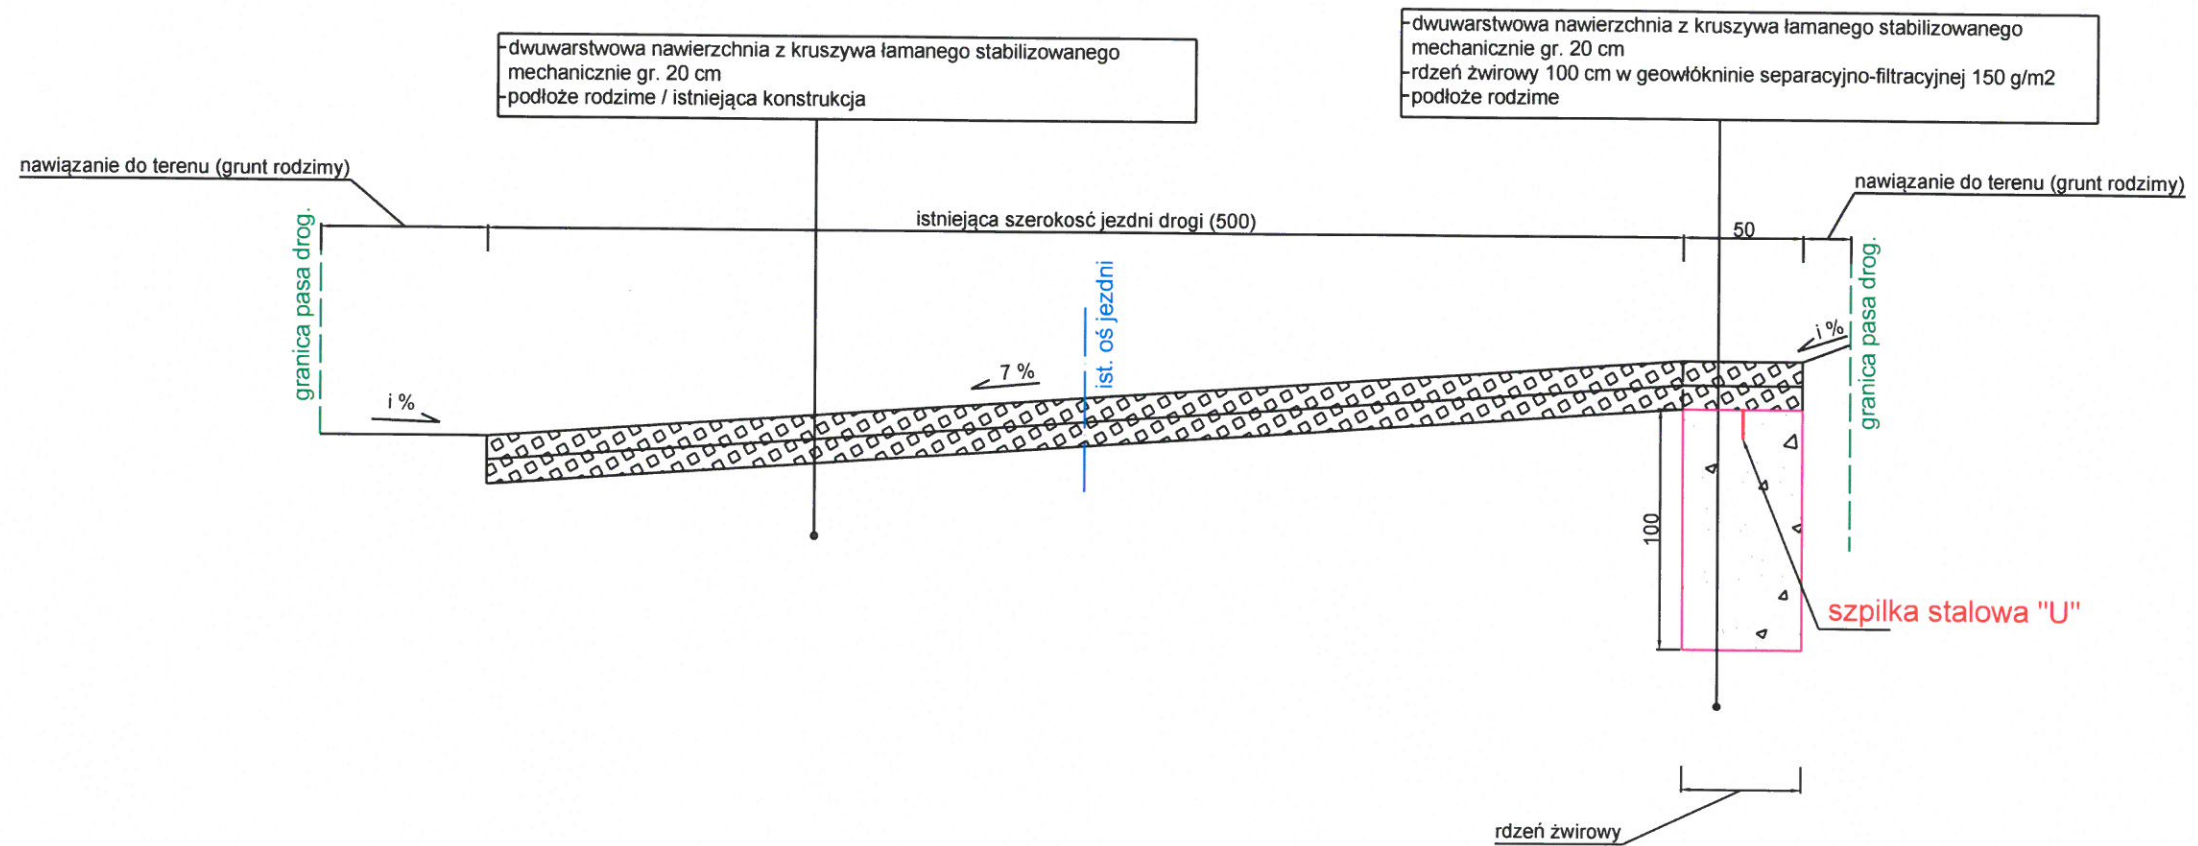 -dwuwarstwowa nawierzchnia z kruszywa łamanego stabilizowanego
mechanicznie gr. 20 cm
-podłoże rodzime / istniejąca konstrukcja
-dwuwarstwowa nawierzchnia z kruszywa łamanego stabilizowanego
mechanicznie gr. 20 cm
-rdzeń żwirowy 100 cm w geowłókninie separacyjno-filtracyjnej 150 g/m2
-podłoże rodzime
nawiązanie do terenu (grunt rodzimy)
nawiązanie do terenu (grunt rodzimy)
istniejąca szerokosć jezdni drogi (500)
50
granica pasa drog.
ist. oś jezdni
granica pasa drog.
i %
7 %
i %
100
szpilka stalowa "U"
rdzeń żwirowy